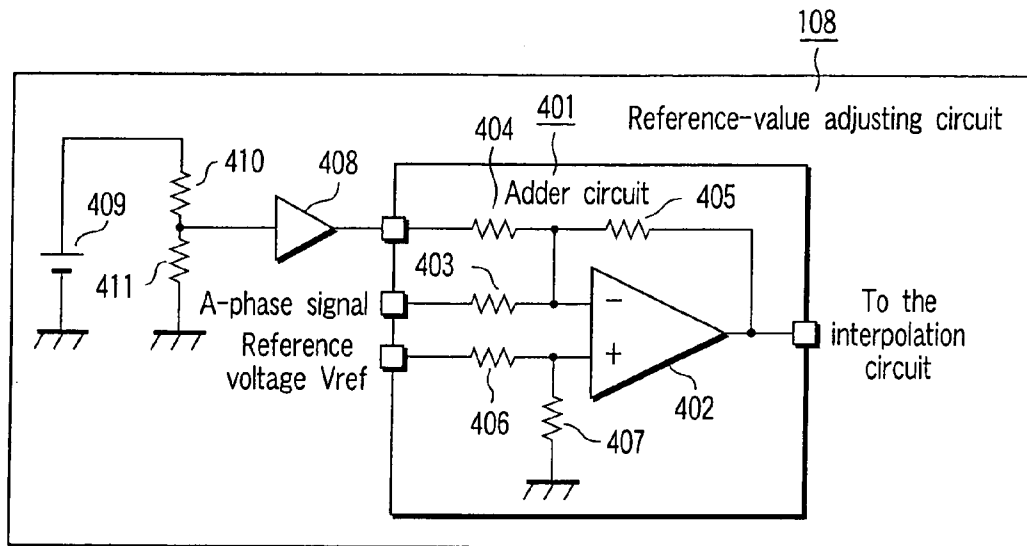 108
Reference-value adjusting circuit
401
404
410
408
Adder circuit
405
409
411
403
A-phase signal
Reference
voltage Vref
To the
interpolation
circuit
402
406
407
−
+